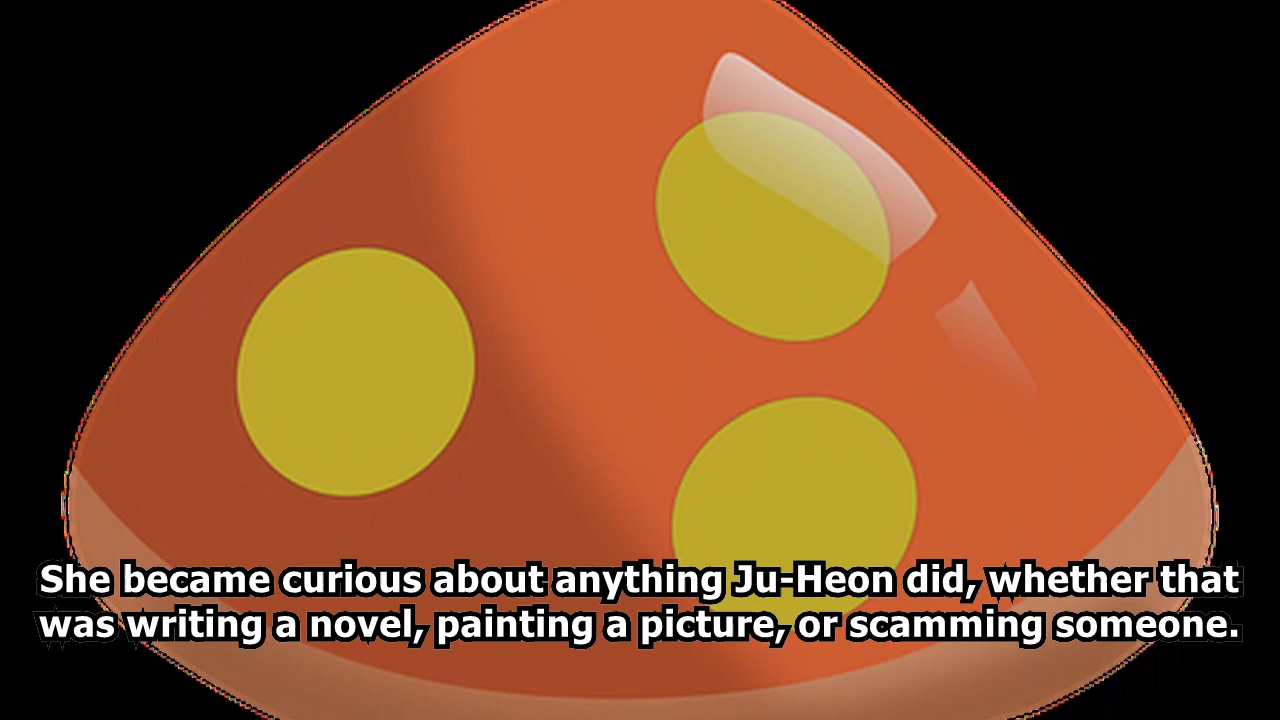 She became curious about anything Ju-Heon did, whether that
was writing a novel, painting a picture, or scamming someone.